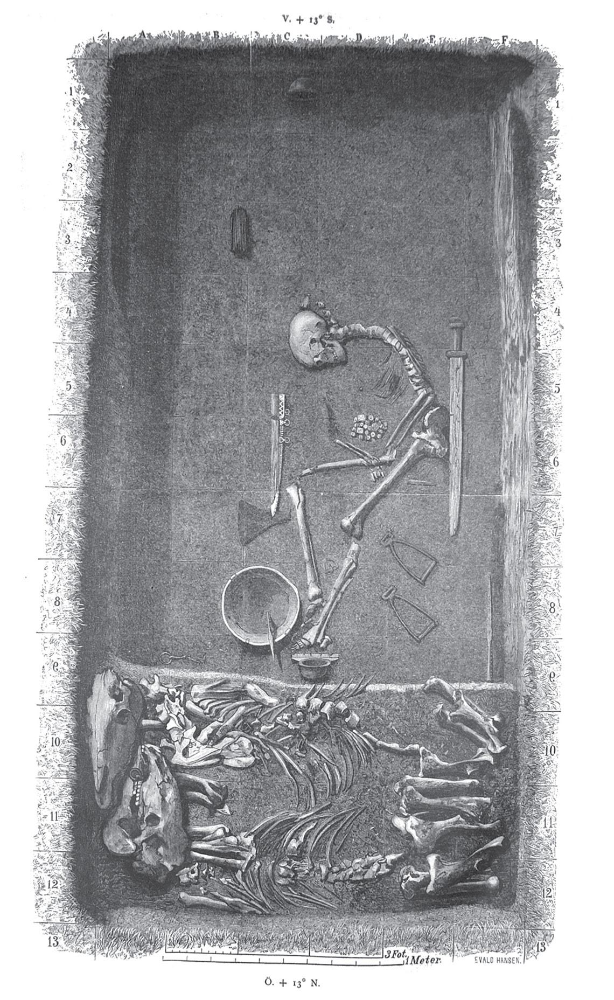 V. + 13° S.
A B C D E F
1 1
2 2
3 3
4 4
5 5
6 6
7 7
8 8
9 9
10 10
11 11
12 12
13 13
3 Fot.
1 Meter.
EVALD HANSEN.
Ö. + 13° N.